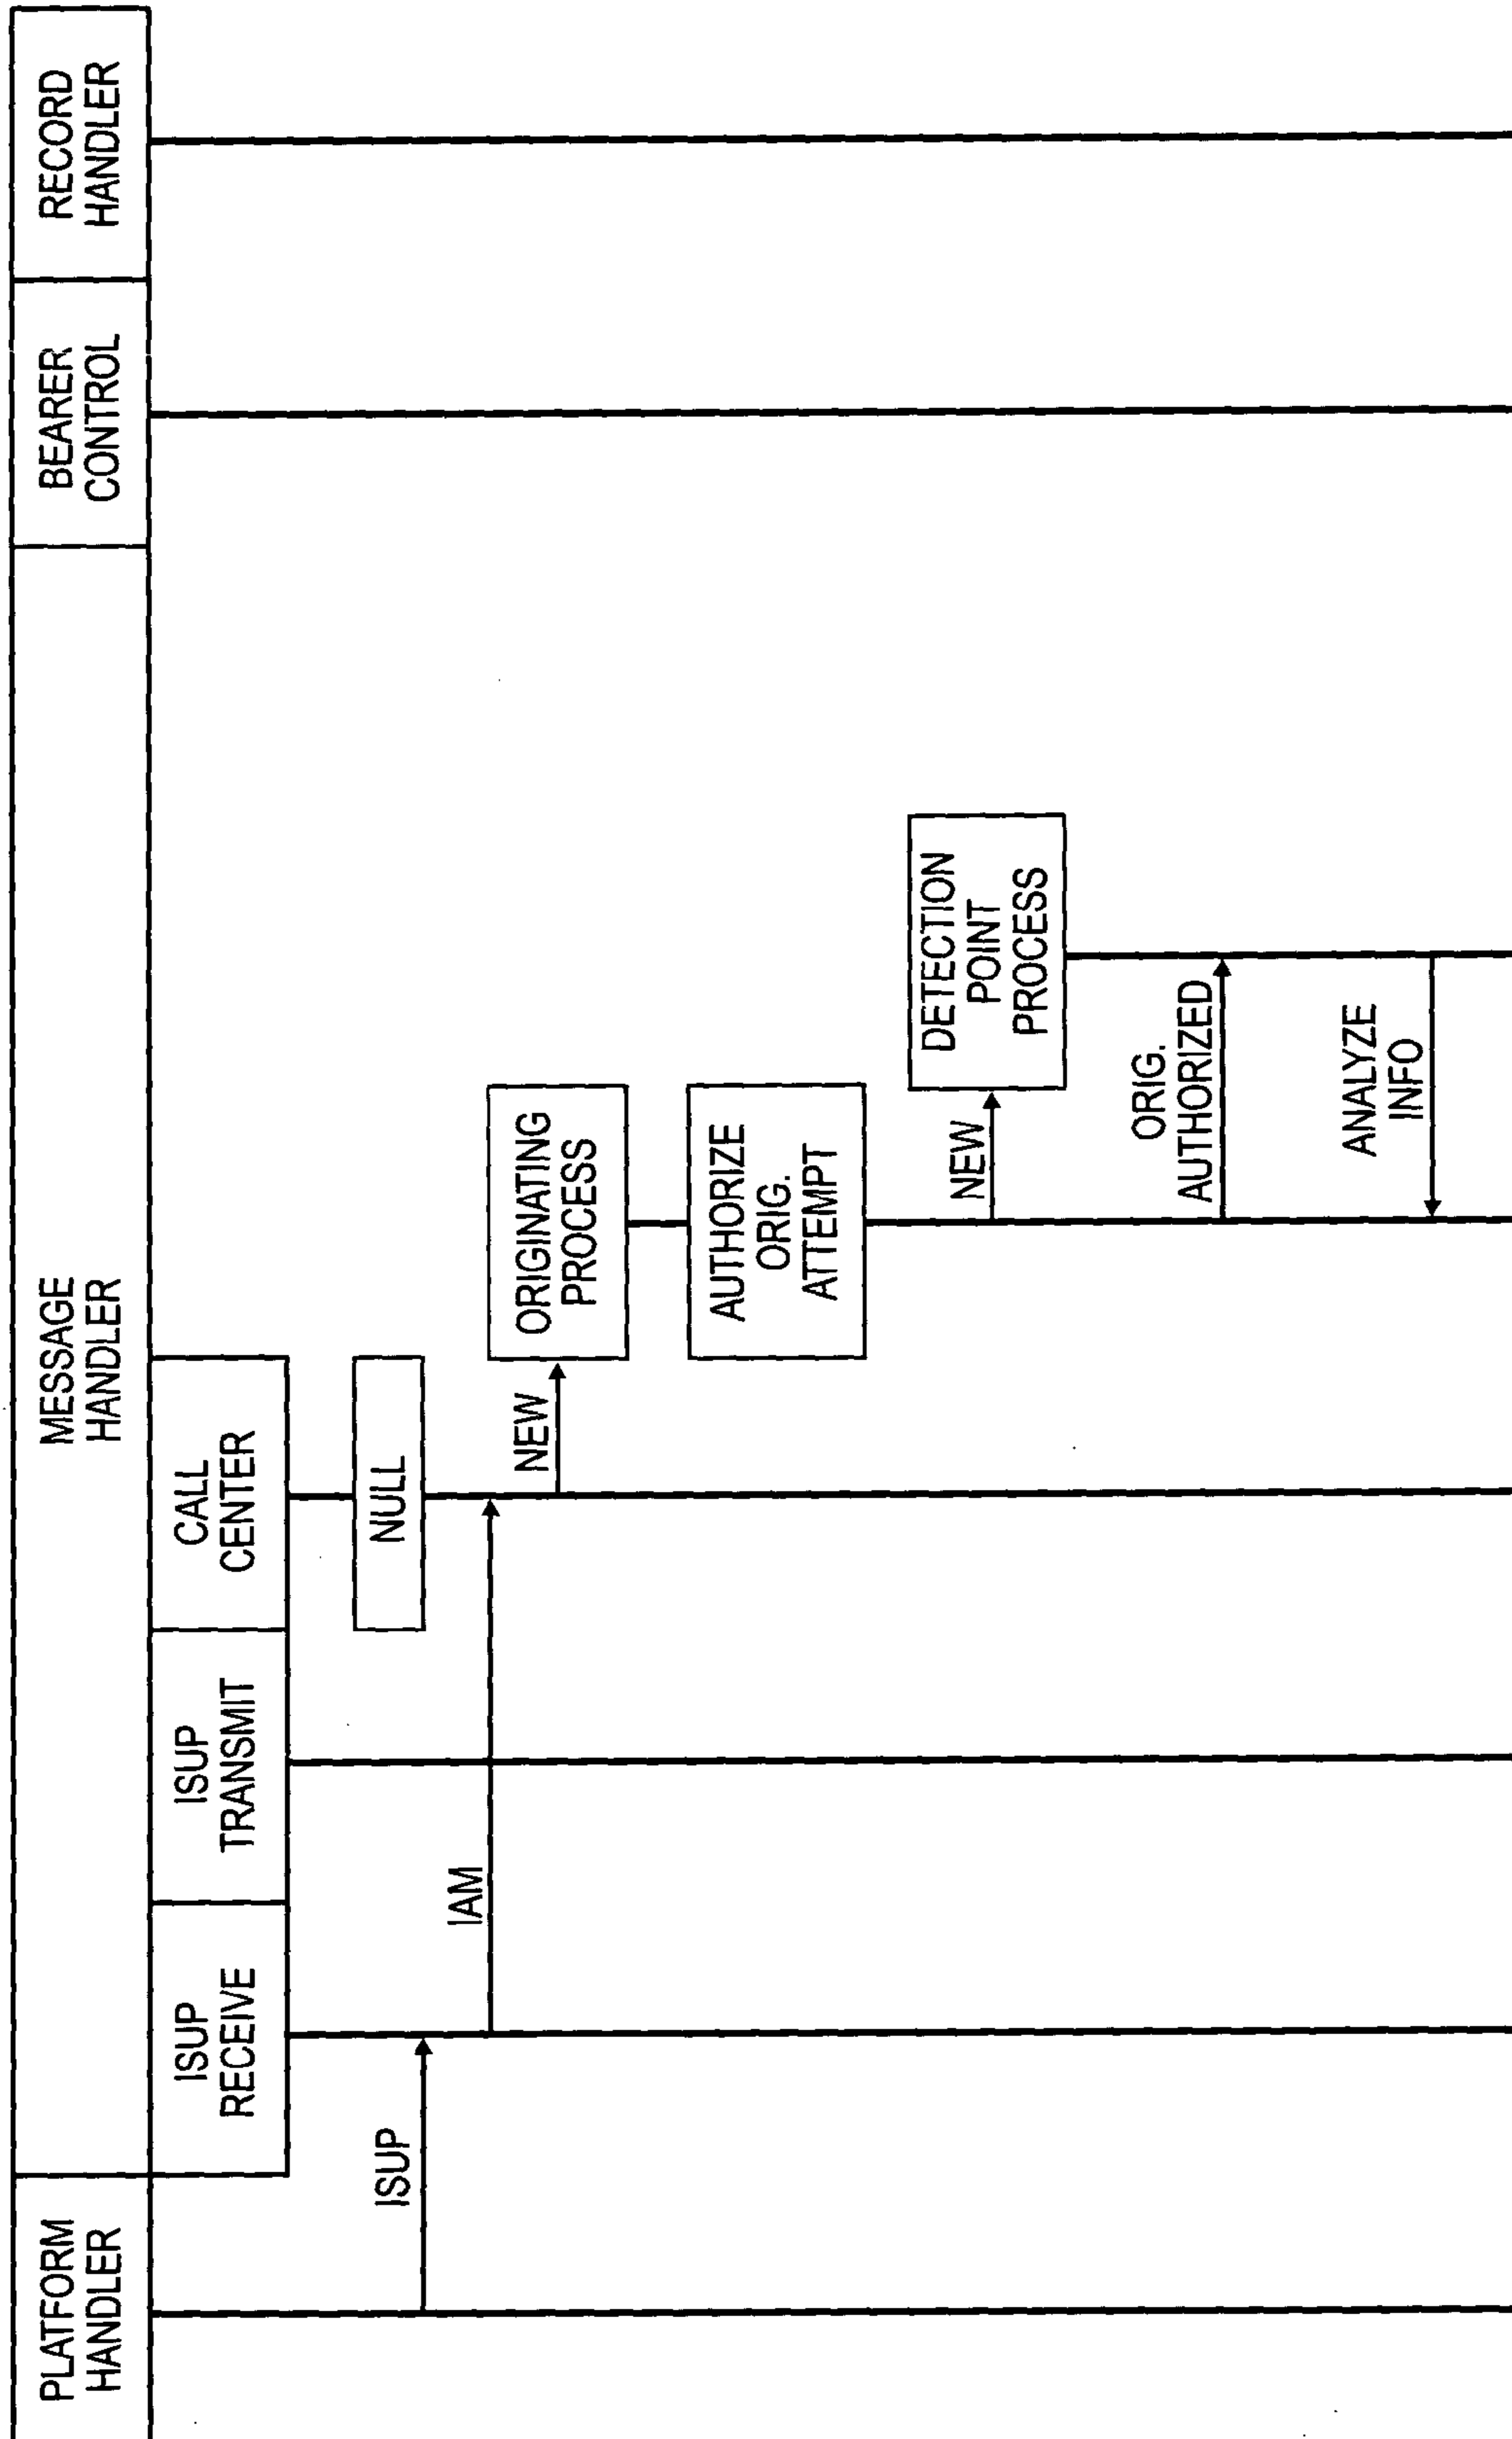 PLATFORM
HANDLER
MESSAGE
HANDLER
BEARER
CONTROL
RECORD
HANDLER
ISUP
RECEIVE
ISUP
TRANSMIT
CALL
CENTER
NULL
ISUP
IAM
NEW
ORIGINATING
PROCESS
AUTHORIZE
ORIG.
ATTEMPT
NEW
DETECTION
POINT
PROCESS
ORIG.
AUTHORIZED
ANALYZE
INFO